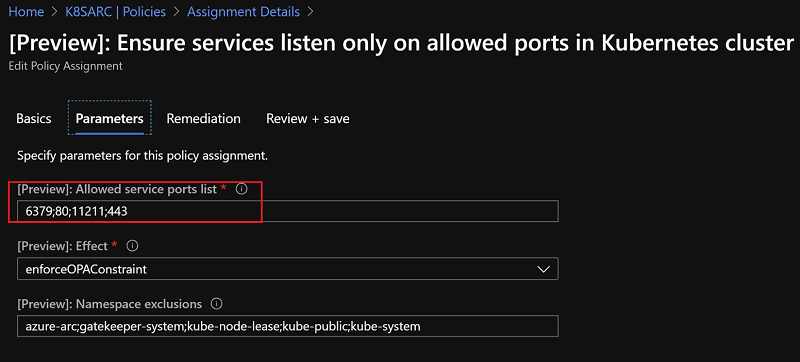 Home > K8SARC | Policies > Assignment Details >
[Preview]: Ensure services listen only on allowed ports in Kubernetes cluster
Edit Policy Assignment
Basics Parameters Remediation Review + save
Specify parameters for this policy assignment.
[Preview]: Allowed service ports list *
6379;80;11211;443
[Preview]: Effect *
enforceOPAConstraint
[Preview]: Namespace exclusions
azure-arc;gatekeeper-system;kube-node-lease;kube-public;kube-system